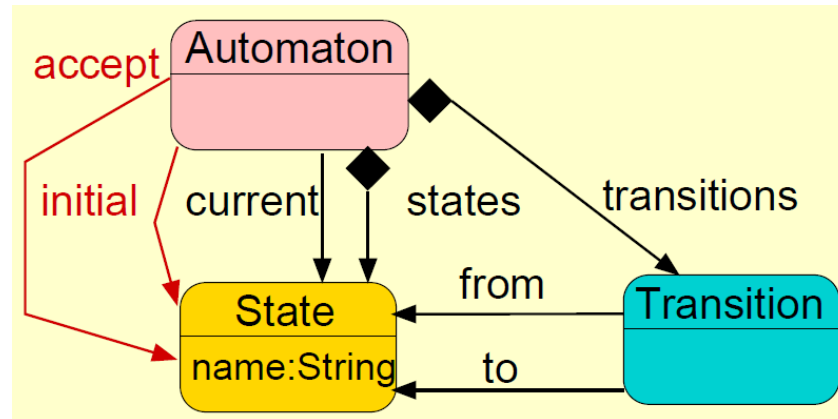 Automaton
accept
initial
current
states
transitions
from
State
Transition
name:String
to